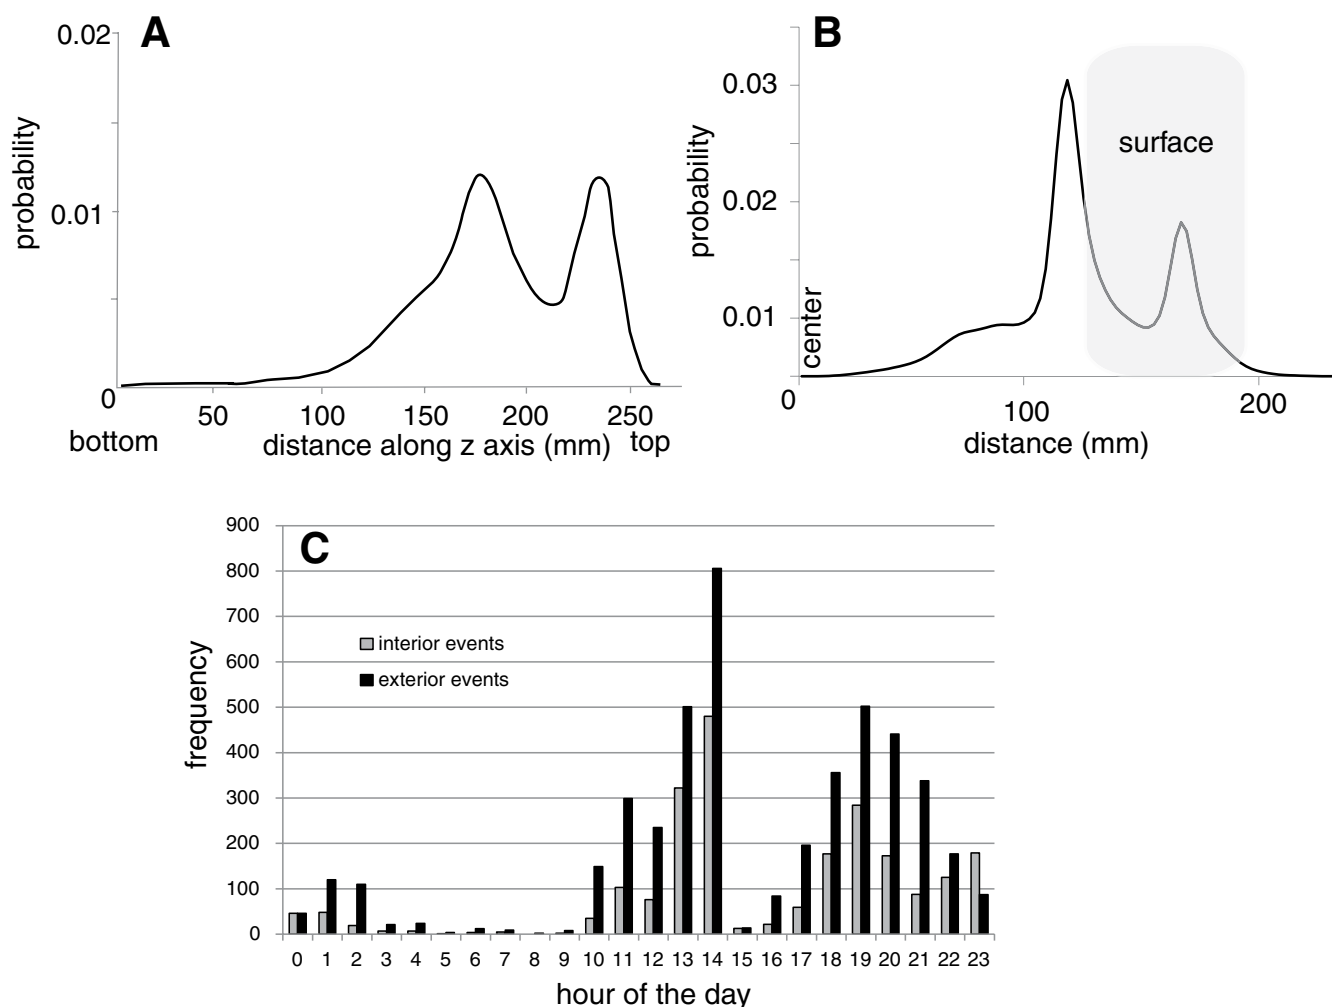 A
0.02
0.01
probability
0
50
100
150
200
250
bottom
distance along z axis (mm)
top
B
0.03
0.02
0.01
probability
surface
center
0
100
200
distance (mm)
C
900
800
700
600
500
400
300
200
100
0
frequency
interior events
exterior events
0 1 2 3 4 5 6 7 8 9 10 11 12 13 14 15 16 17 18 19 20 21 22 23
hour of the day